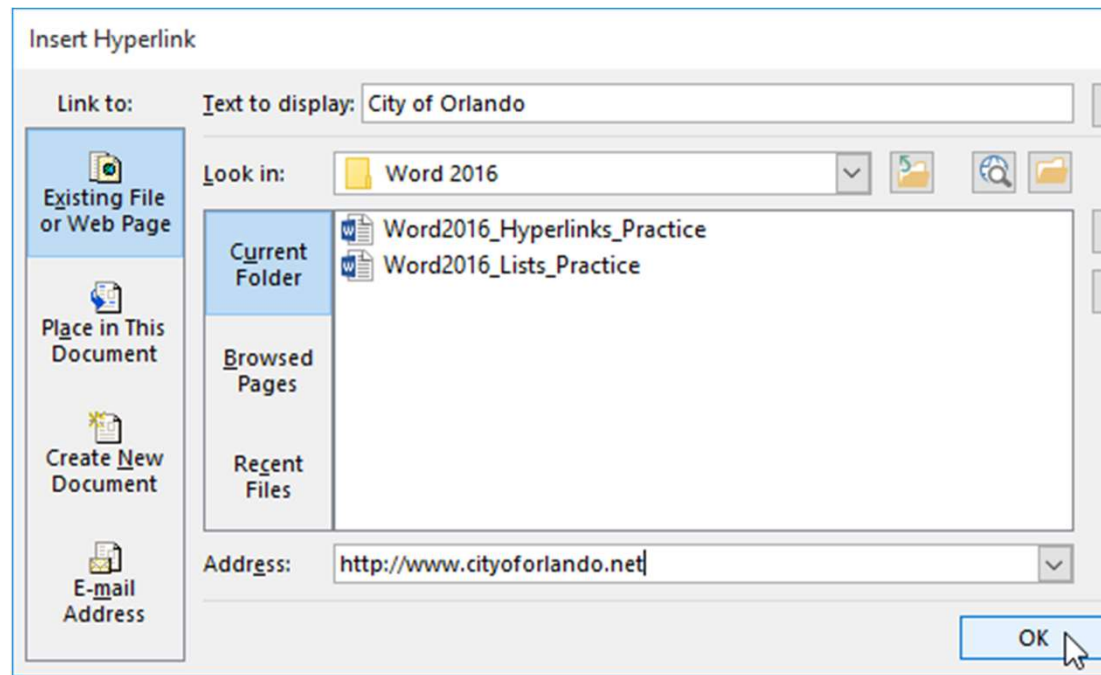 Insert Hyperlink
Link to:
Text to display: City of Orlando
Existing File
or Web Page
Place in This
Document
Create New
Document
E-mail
Address
Look in: Word 2016
Current
Folder
Browsed
Pages
Recent
Files
Word2016_Hyperlinks_Practice
Word2016_Lists_Practice
Address: http://www.cityoforlando.net
OK